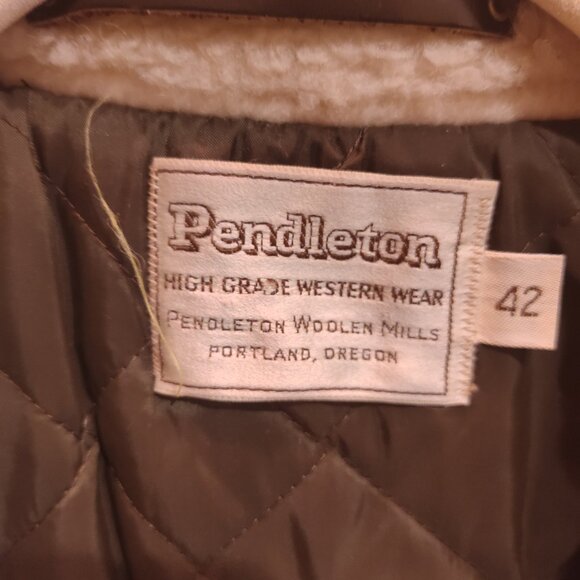 Pendleton
HIGH GRADE WESTERN WEAR
PENDLETON WOOLEN MILLS
PORTLAND, OREGON
42